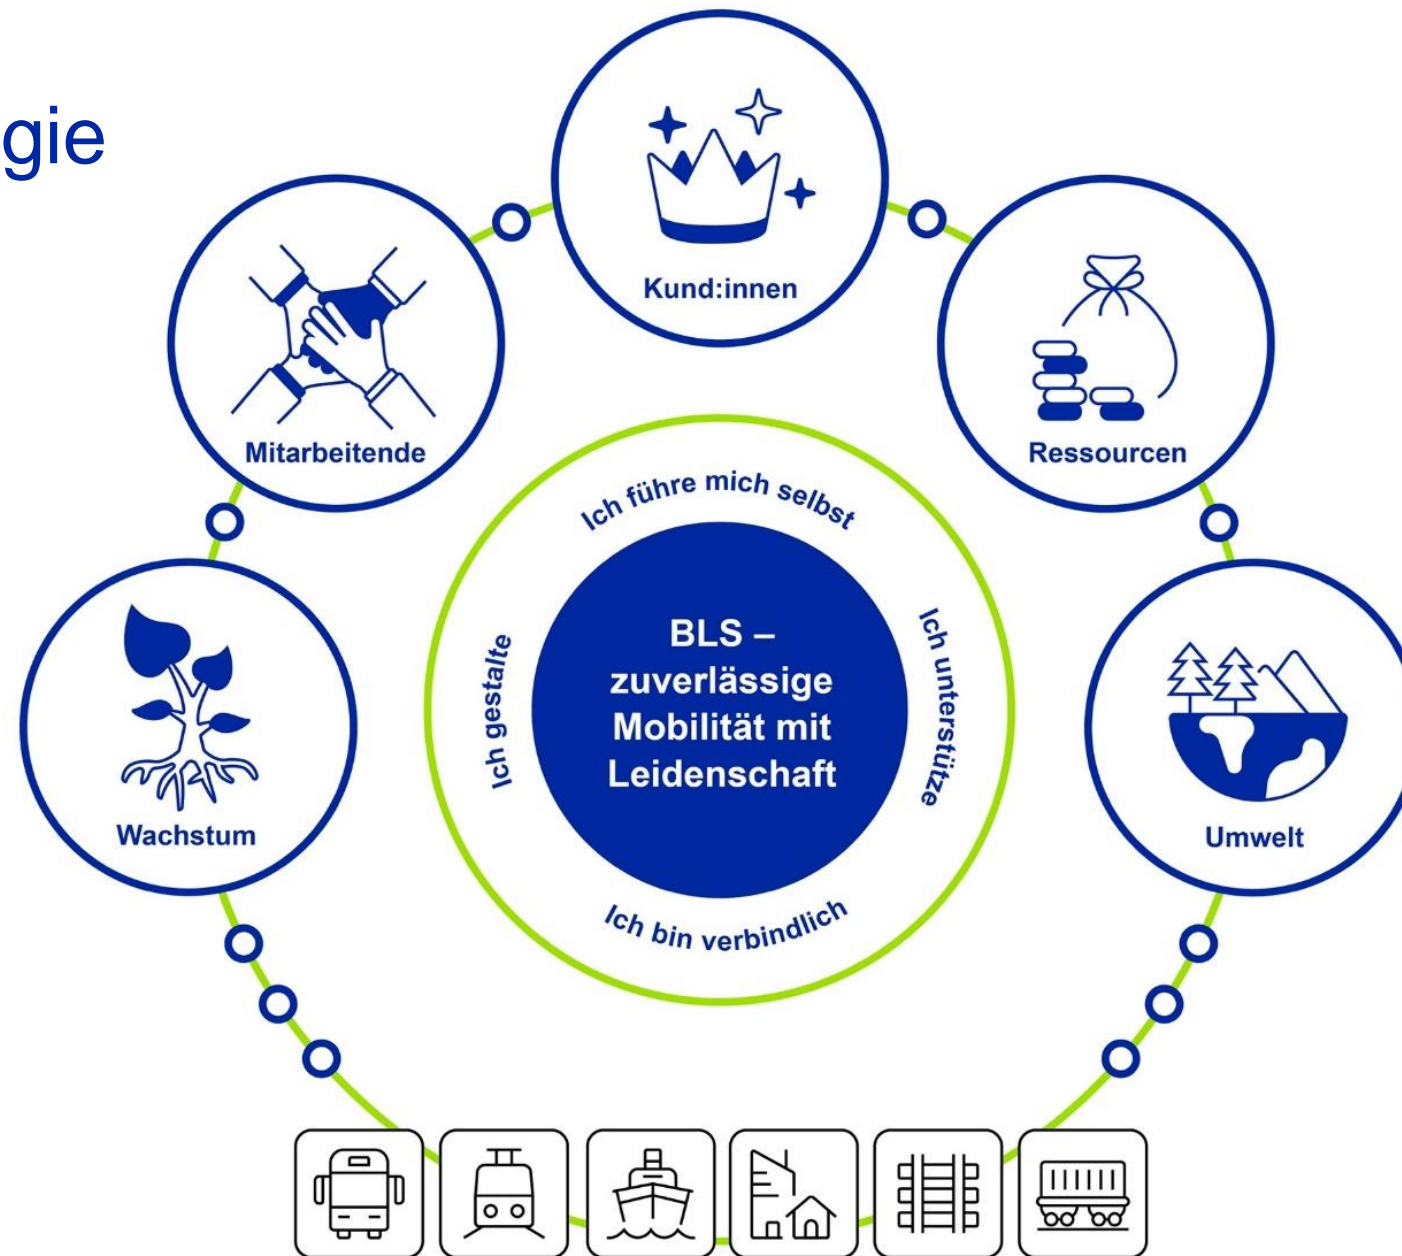 gie
Kund:innen
Mitarbeitende
Ressourcen
Wachstum
Umwelt
Ich führe mich selbst
Ich gestalte
Ich unterstütze
Ich bin verbindlich
BLS –
zuverlässige
Mobilität mit
Leidenschaft